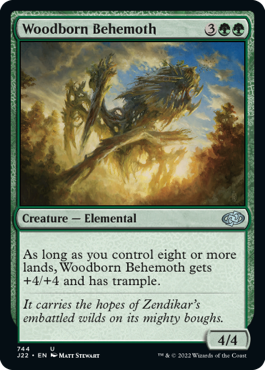 Woodborn Behemoth 3
Creature — Elemental
As long as you control eight or more
lands, Woodborn Behemoth gets
+4/+4 and has trample.
It carries the hopes of Zendikar's
embattled wilds on its mighty boughs.
4/4
744 U
J22 • EN Matt Stewart ™ & © 2022 Wizards of the Coast